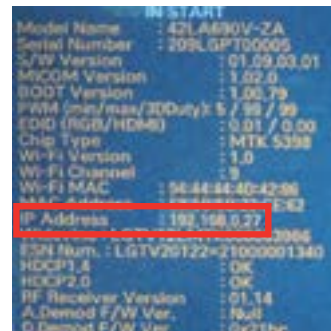 IN START
Model Name : 42LA690V-ZA
Serial Number : 209LGPT00005
S/W Version : 01.09.03.01
MICOM Version : 1.02.0
BOOT Version : 1.00.79
PWM (min/max/3DDuty): 5 / 99 / 99
EDID (RGB/HDMI) : 0.01 / 0.00
Chip Type : MTK 5398
Wi-Fi Version : 1.0
Wi-Fi Channel : 9
Wi-Fi MAC : 94:44:44:40:42:86
IP Address : 192.168.0.27
ESN Num. : LGTV20122=21000001340
HDCP1.4 : OK
HDCP2.0 : OK
RF Receiver Version : 01.14
A.Demod F/W Ver. : Null
D.Demod F/W Ver.